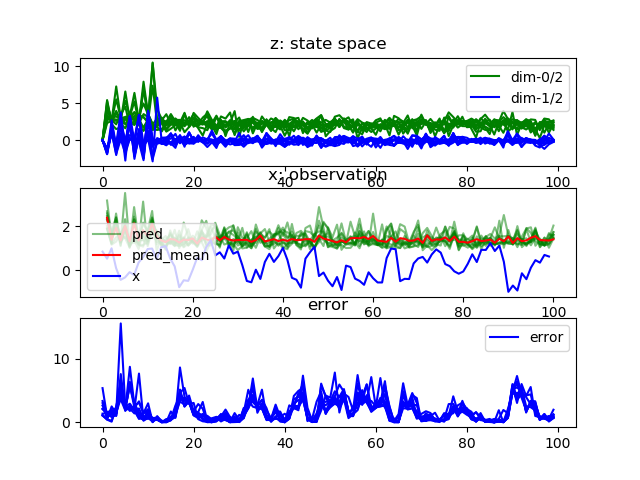 z: state space
10
5
0
dim-0/2
dim-1/2
0 20 40 60 80 100
x: observation
2
0
pred
pred_mean
x
0 20 40 60 80 100
error
10
0
error
0 20 40 60 80 100